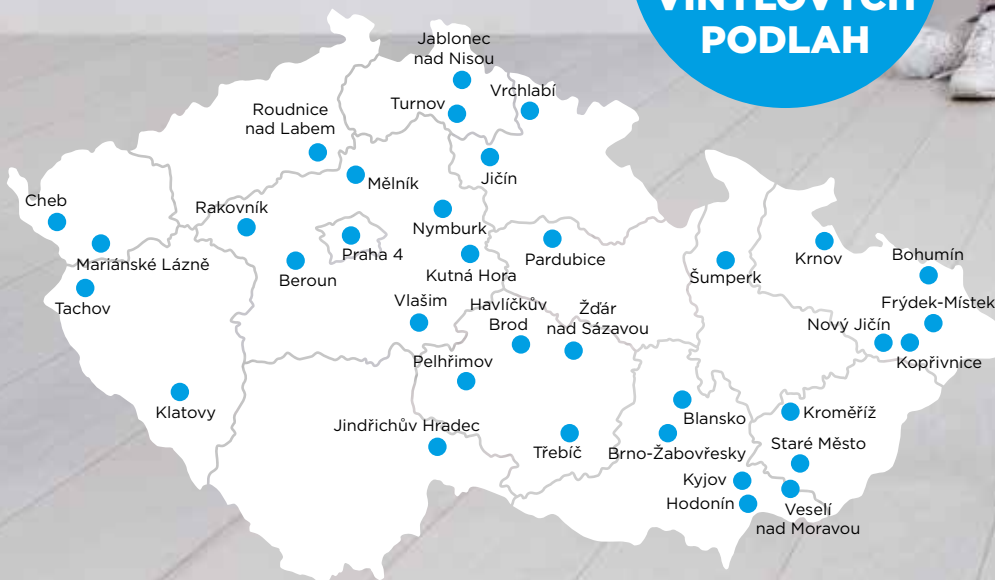 VINYLOVÝCH
PODLAH
Jablonec
nad Nisou
Turnov
Vrchlabí
Roudnice
nad Labem
Jičín
Mělník
Cheb
Rakovník
Nymburk
Mariánské Lázně
Praha 4
Beroun
Kutná Hora
Pardubice
Šumperk
Krnov
Bohumín
Tachov
Vlašim
Havlíčkův
Brod
Žďár
nad Sázavou
Frýdek-Místek
Nový Jičín
Kopřivnice
Pelhřimov
Klatovy
Jindřichův Hradec
Třebíč
Blansko
Brno-Žabovřesky
Kroměříž
Staré Město
Kyjov
Hodonín
Veselí
nad Moravou